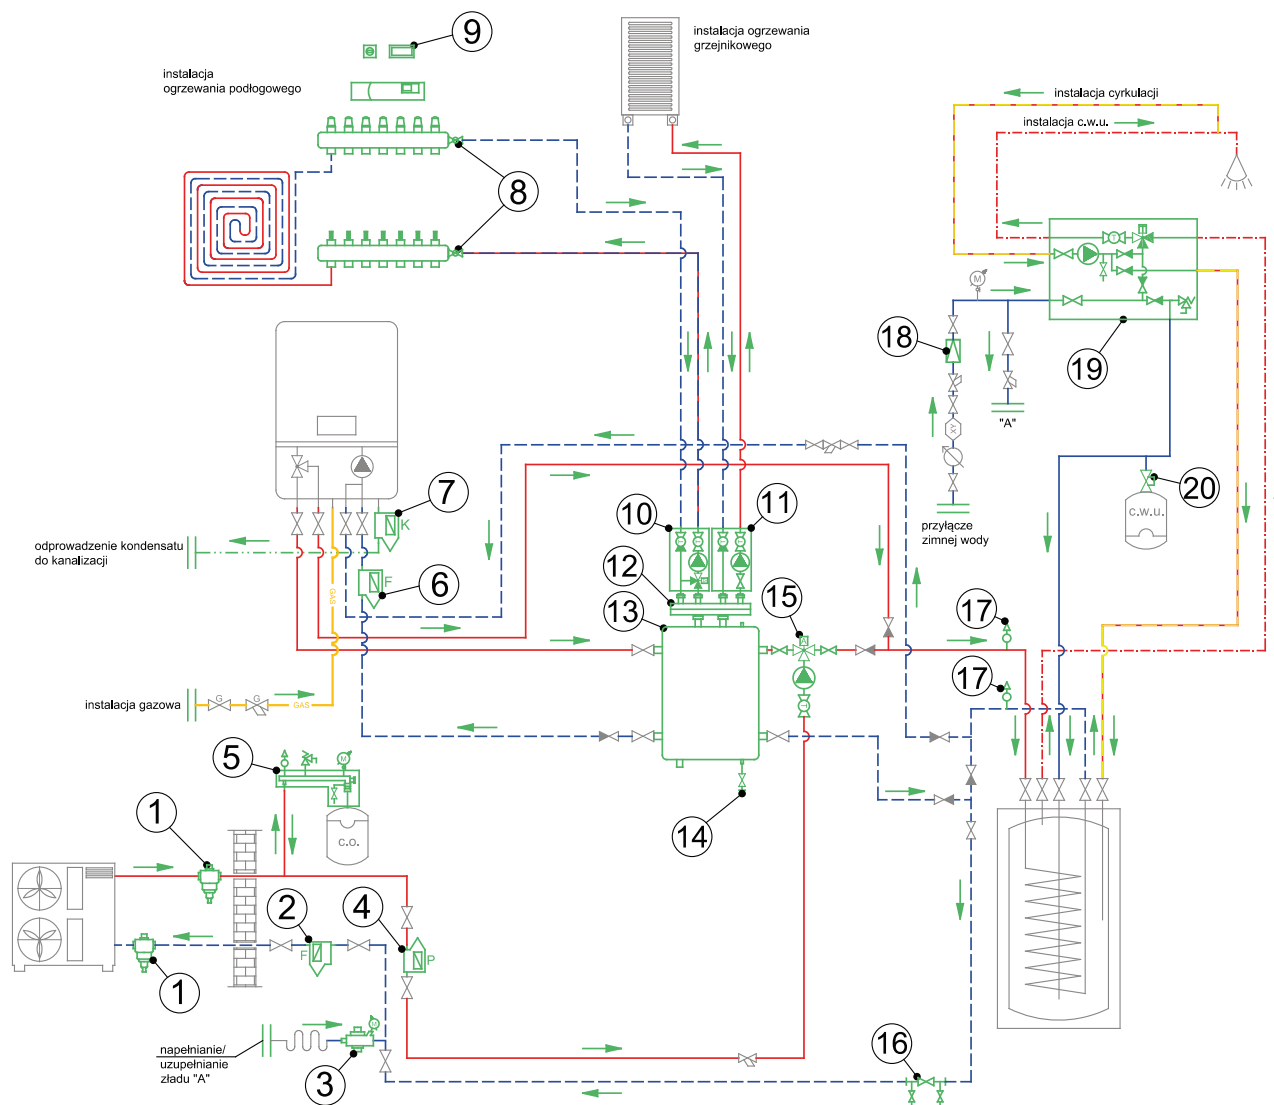 9
instalacja ogrzewania
grzejnikowego
instalacja
ogrzewania podłogowego
instalacja cyrkulacji
instalacja c.w.u.
8
T
M
18
19
"A"
XY
7
K
10
11
20
c.w.u.
przyłącze
zimnej wody
odprowadzenie kondensatu
do kanalizacji
F
6
12
GAS
13
15
A
17
17
instalacja gazowa
G
G
GAS
5
M
14
c.o.
1
2
4
F
P
1
M
napełnianie/
uzupełnianie
zładu "A"
3
16